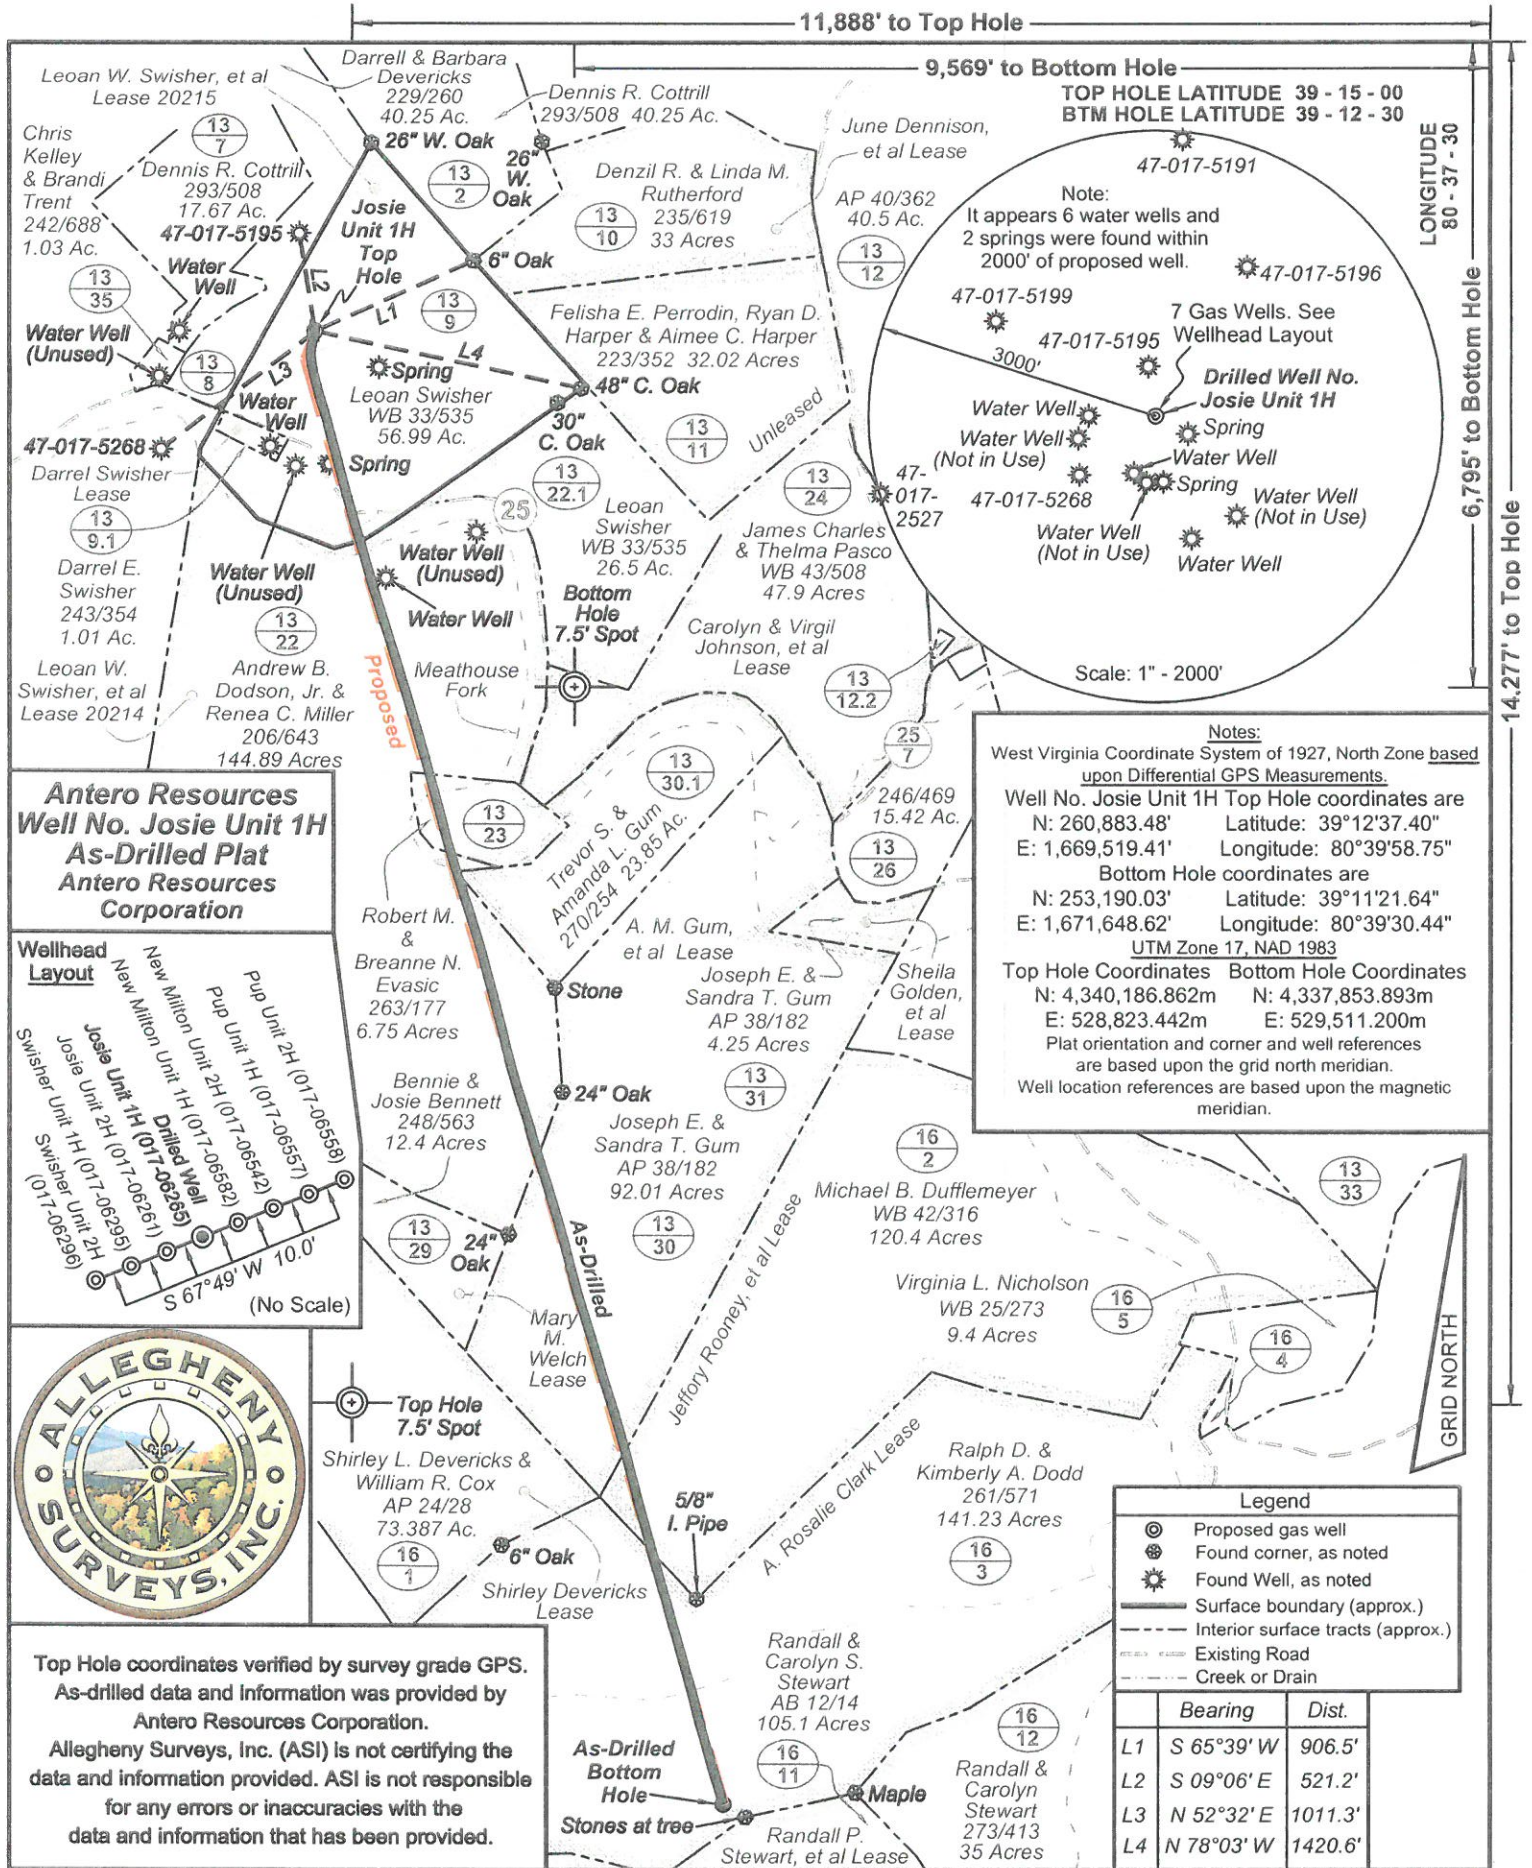 11,888' to Top Hole
9,569' to Bottom Hole
TOP HOLE LATITUDE 39 - 15 - 00
BTM HOLE LATITUDE 39 - 12 - 30
LONGITUDE
80 - 37 - 30
6,795' to Bottom Hole
14,277' to Top Hole
Leoan W. Swisher, et al
Lease 20215
Darrell & Barbara
Devericks
229/260
40.25 Ac.
Dennis R. Cottrill
293/508 40.25 Ac.
June Dennison,
et al Lease
Chris
Kelley
& Brandi
Trent
242/688
1.03 Ac.
13
7
Dennis R. Cottrill
293/508
17.67 Ac.
47-017-5195
26" W. Oak
13
2
26"
W.
Oak
Denzil R. & Linda M.
Rutherford
235/619
33 Acres
13
10
AP 40/362
40.5 Ac.
13
12
Josie
Unit 1H
Top
Hole
6" Oak
L2
L1
13
9
L4
L3
13
35
Water
Well
Water Well
(Unused)
13
8
Spring
Leoan Swisher
WB 33/535
56.99 Ac.
Felisha E. Perrodin, Ryan D.
Harper & Aimee C. Harper
223/352 32.02 Acres
48" C. Oak
30"
C. Oak
13
11
Unleased
Water
Well
47-017-5268
Darrel Swisher
Lease
13
9.1
Spring
13
22.1
25
Leoan
Swisher
WB 33/535
26.5 Ac.
13
24
47-
017-
2527
James Charles
& Thelma Pasco
WB 43/508
47.9 Acres
Darrel E.
Swisher
243/354
1.01 Ac.
Water Well
(Unused)
Water Well
(Unused)
Water Well
Bottom
Hole
7.5' Spot
Carolyn & Virgil
Johnson, et al
Lease
13
22
Andrew B.
Dodson, Jr. &
Renea C. Miller
206/643
144.89 Acres
Leoan W.
Swisher, et al
Lease 20214
Proposed
Meathouse
Fork
13
12.2
25
7
47-017-5191
Note:
It appears 6 water wells and
2 springs were found within
2000' of proposed well.
47-017-5196
47-017-5199
7 Gas Wells. See
Wellhead Layout
47-017-5195
3000'
Drilled Well No.
Josie Unit 1H
Water Well
Water Well
(Not in Use)
Spring
Water Well
47-017-5268
Spring
Water Well
(Not in Use)
Water Well
(Not in Use)
Water Well
Scale: 1" - 2000'
Notes:
West Virginia Coordinate System of 1927, North Zone based
upon Differential GPS Measurements.
Well No. Josie Unit 1H Top Hole coordinates are
N: 260,883.48' Latitude: 39°12'37.40"
E: 1,669,519.41' Longitude: 80°39'58.75"
Bottom Hole coordinates are
N: 253,190.03' Latitude: 39°11'21.64"
E: 1,671,648.62' Longitude: 80°39'30.44"
UTM Zone 17, NAD 1983
Top Hole Coordinates Bottom Hole Coordinates
N: 4,340,186.862m N: 4,337,853.893m
E: 528,823.442m E: 529,511.200m
Plat orientation and corner and well references
are based upon the grid north meridian.
Well location references are based upon the magnetic
meridian.
Antero Resources
Well No. Josie Unit 1H
As-Drilled Plat
Antero Resources
Corporation
13
23
13
30.1
Trevor S. &
Amanda L. Gum
270/254 23.85 Ac.
246/469
15.42 Ac.
13
26
Robert M.
&
Breanne N.
Evasic
263/177
6.75 Acres
A. M. Gum,
et al Lease
Joseph E. &
Sandra T. Gum
AP 38/182
4.25 Acres
13
31
Sheila
Golden,
et al
Lease
Stone
Wellhead
Layout
Pup Unit 2H (017-06558)
Pup Unit 1H (017-06557)
New Milton Unit 2H (017-06542)
New Milton Unit 1H (017-06582)
Drilled Well
Josie Unit 1H (017-06265)
Josie Unit 2H (017-06261)
Swisher Unit 1H (017-06295)
Swisher Unit 2H
(017-06296)
S 67°49' W 10.0'
(No Scale)
Bennie &
Josie Bennett
248/563
12.4 Acres
24" Oak
Joseph E. &
Sandra T. Gum
AP 38/182
92.01 Acres
13
30
13
29
24"
Oak
As-Drilled
Mary
M.
Welch
Lease
Jeffory Rooney, et al Lease
16
2
Michael B. Dufflemeyer
WB 42/316
120.4 Acres
13
33
Virginia L. Nicholson
WB 25/273
9.4 Acres
16
5
16
4
GRID NORTH
ALLEGHENY
SURVEYS, INC.
Top Hole
7.5' Spot
Shirley L. Devericks &
William R. Cox
AP 24/28
73.387 Ac.
16
1
6" Oak
Shirley Devericks
Lease
5/8"
I. Pipe
A. Rosalie Clark Lease
Ralph D. &
Kimberly A. Dodd
261/571
141.23 Acres
16
3
Legend
Proposed gas well
Found corner, as noted
Found Well, as noted
Surface boundary (approx.)
Interior surface tracts (approx.)
Existing Road
Creek or Drain
Top Hole coordinates verified by survey grade GPS.
As-drilled data and information was provided by
Antero Resources Corporation.
Allegheny Surveys, Inc. (ASI) is not certifying the
data and information provided. ASI is not responsible
for any errors or inaccuracies with the
data and information that has been provided.
As-Drilled
Bottom
Hole
Stones at tree
Randall &
Carolyn S.
Stewart
AB 12/14
105.1 Acres
16
11
Maple
Randall P.
Stewart, et al Lease
16
12
Randall &
Carolyn
Stewart
273/413
35 Acres
Bearing Dist.
L1 S 65°39' W 906.5'
L2 S 09°06' E 521.2'
L3 N 52°32' E 1011.3'
L4 N 78°03' W 1420.6'